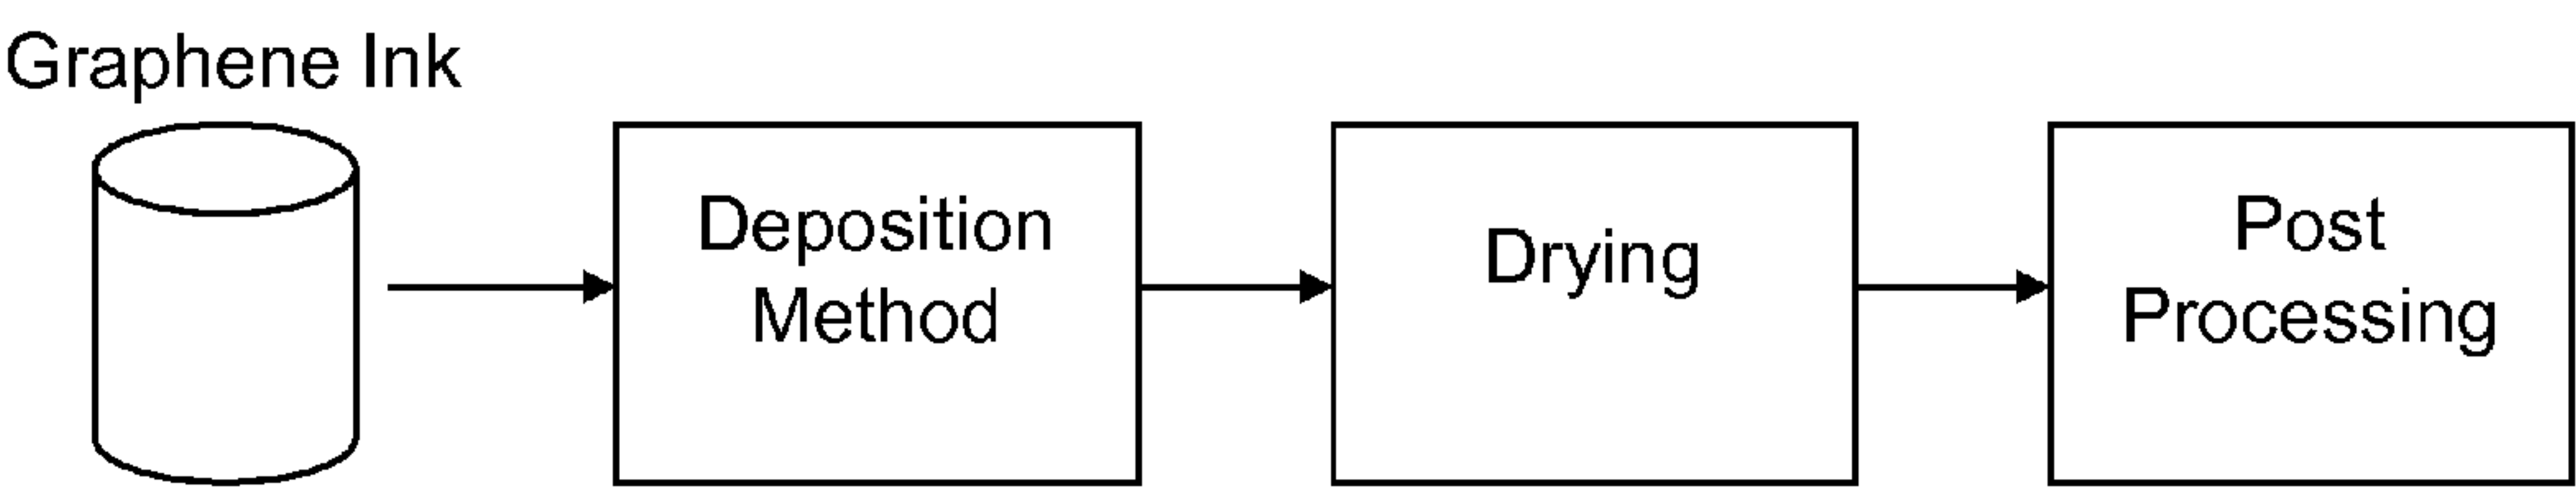 Graphene Ink
Deposition
Method
Drying
Post
Processing